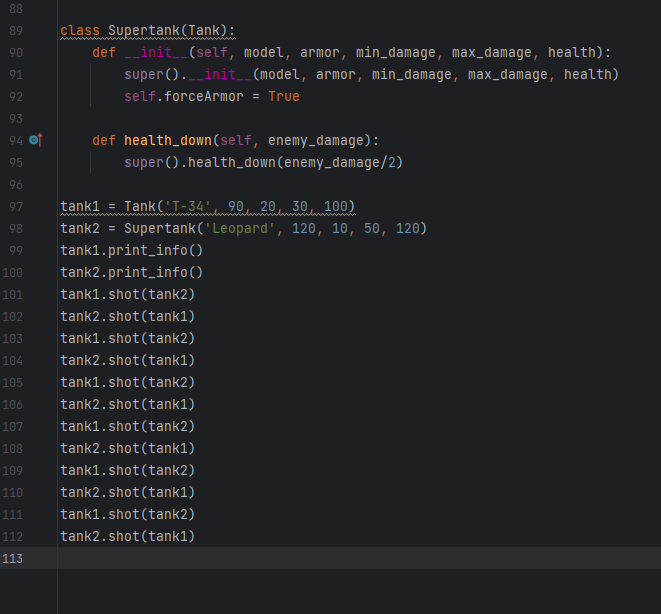 88
89 class Supertank(Tank):
90     def __init__(self, model, armor, min_damage, max_damage, health):
91         super().__init__(model, armor, min_damage, max_damage, health)
92         self.forceArmor = True
93
94     def health_down(self, enemy_damage):
95         super().health_down(enemy_damage/2)
96
97 tank1 = Tank('T-34', 90, 20, 30, 100)
98 tank2 = Supertank('Leopard', 120, 10, 50, 120)
99 tank1.print_info()
100 tank2.print_info()
101 tank1.shot(tank2)
102 tank2.shot(tank1)
103 tank1.shot(tank2)
104 tank2.shot(tank1)
105 tank1.shot(tank2)
106 tank2.shot(tank1)
107 tank1.shot(tank2)
108 tank2.shot(tank1)
109 tank1.shot(tank2)
110 tank2.shot(tank1)
111 tank1.shot(tank2)
112 tank2.shot(tank1)
113